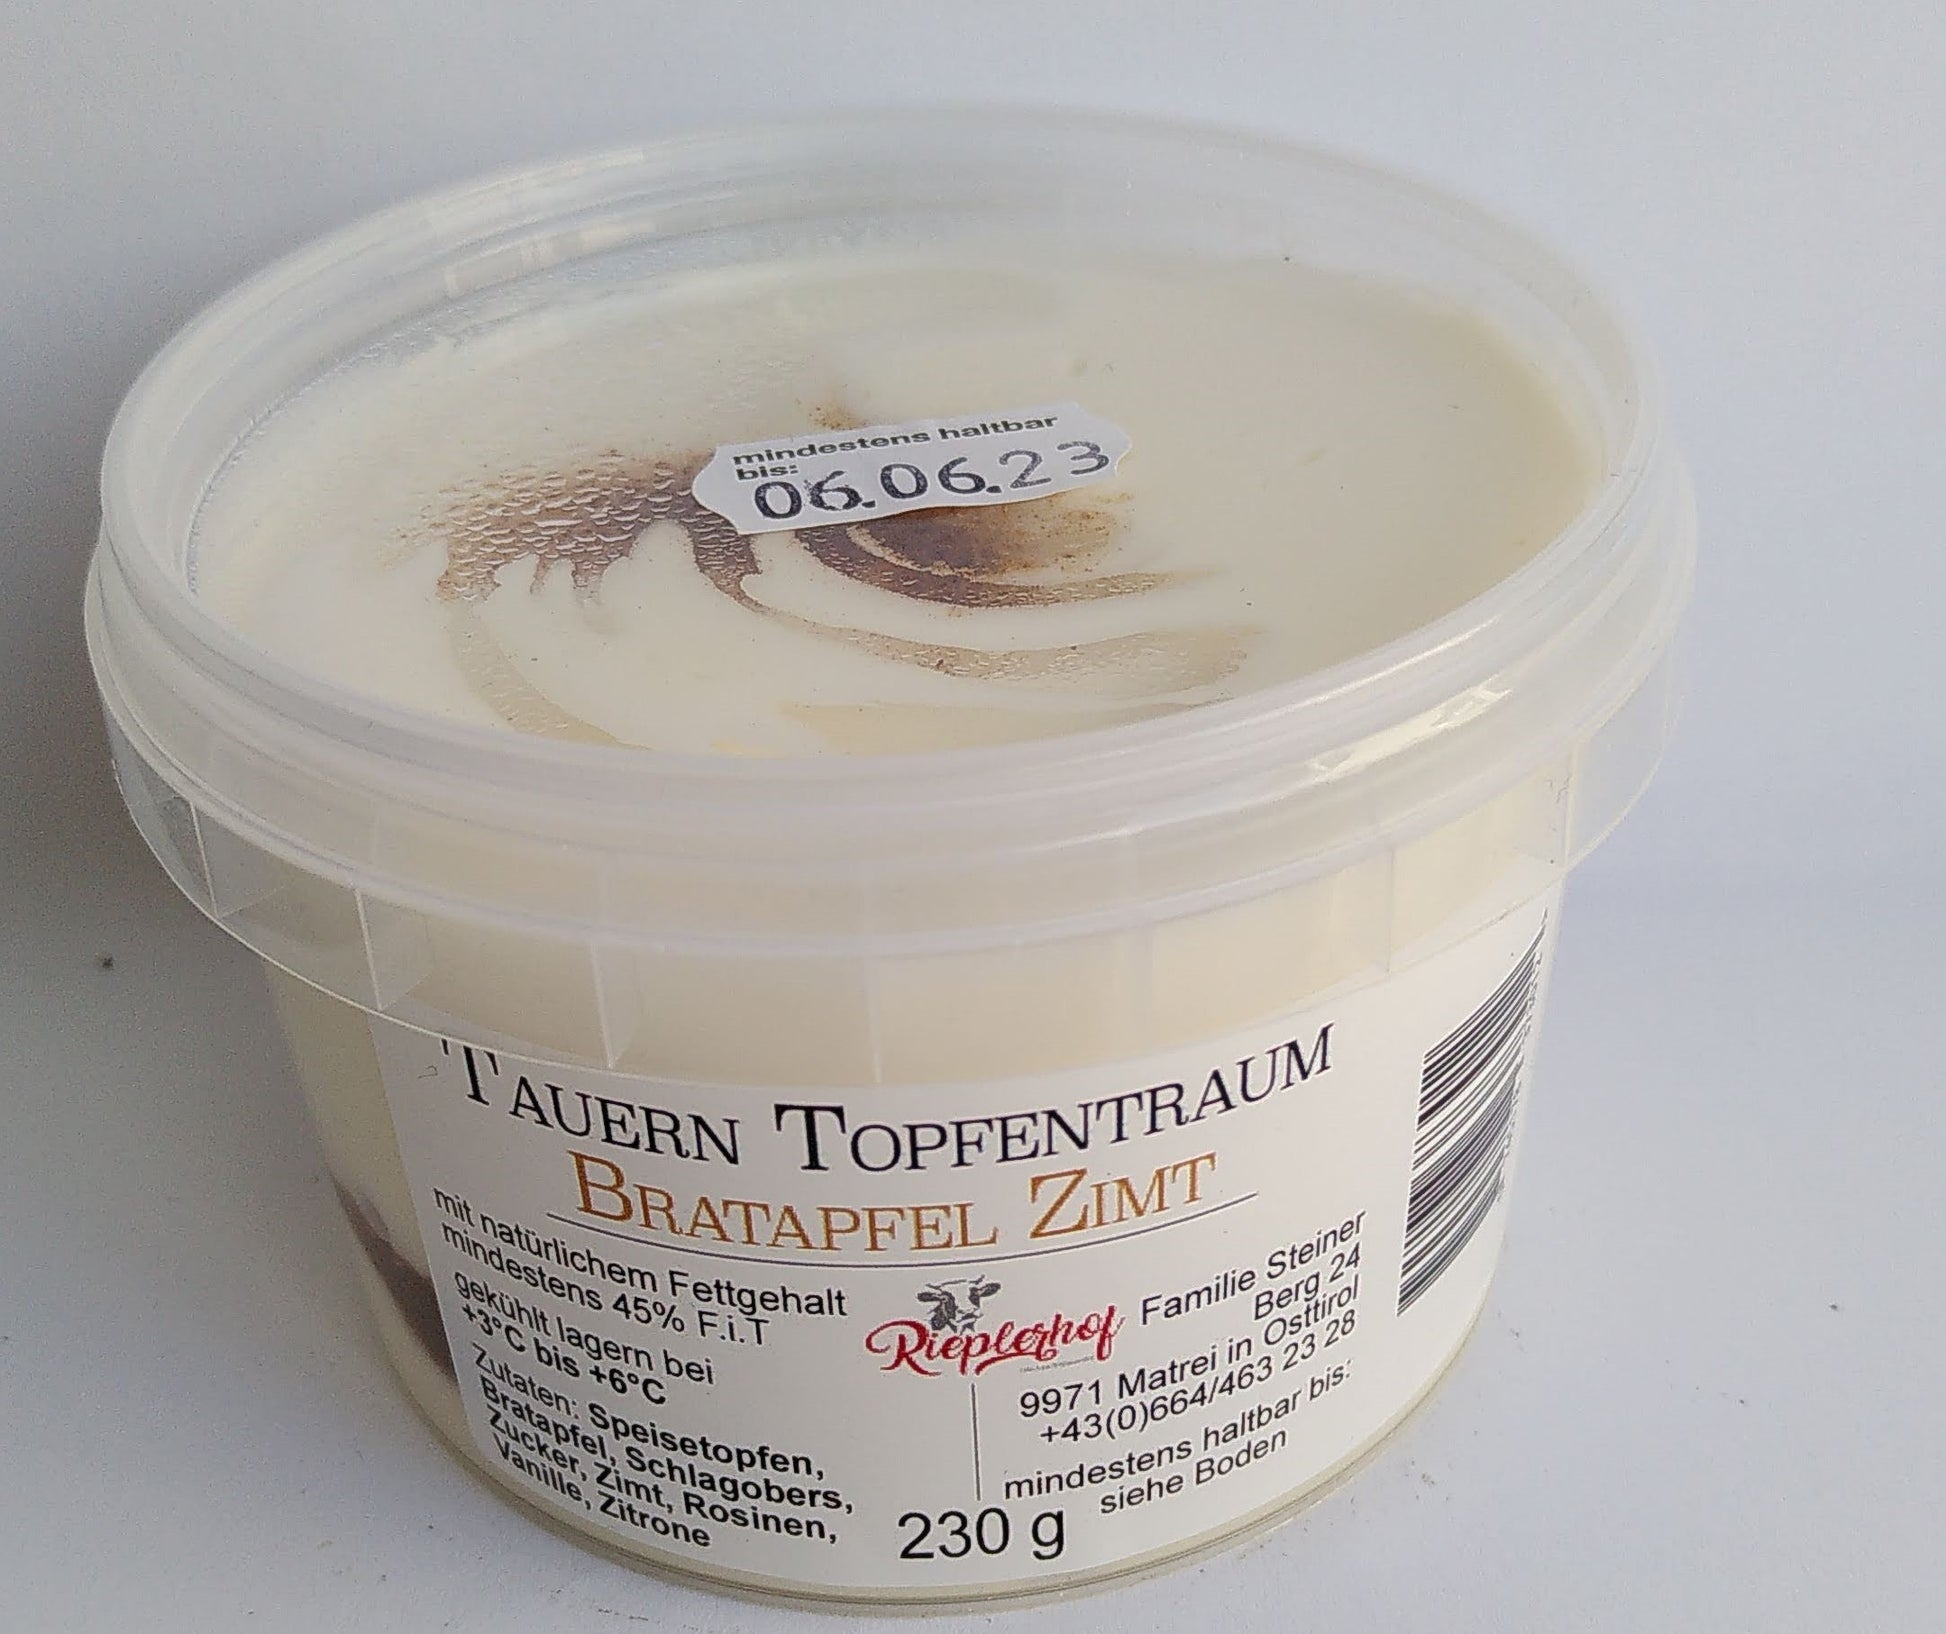 mindestens haltbar
bis:
06.06.23
TAUERN TOPFENTRAUM
BRATAPFEL ZIMT
mit natürlichem Fettgehalt
mindestens 45% F.i.T
gekühlt lagern bei
+3°C bis +6°C
Zutaten: Speisetopfen,
Bratapfel, Schlagobers,
Zucker, Zimt, Rosinen,
Vanille, Zitrone
Rieplerhof
Familie Steiner
Berg 24
9971 Matrei in Osttirol
+43(0)664/463 23 28
mindestens haltbar bis:
siehe Boden
230 g